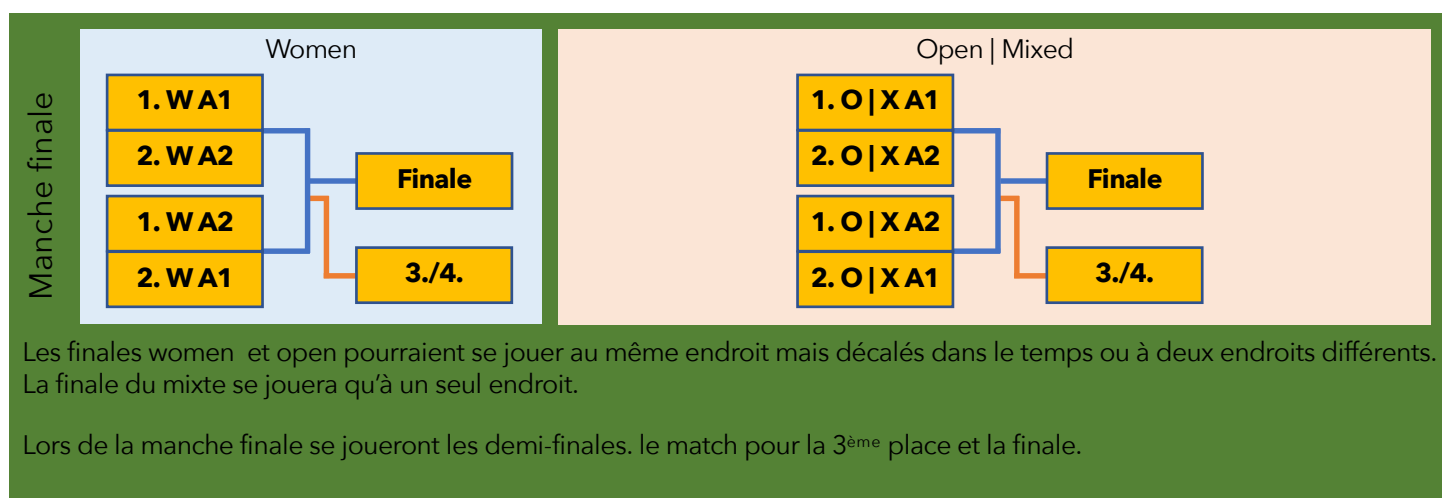 Manche finale
Women
1. W A1
2. W A2
1. W A2
2. W A1
Finale
3./4.
Open | Mixed
1. O | X A1
2. O | X A2
1. O | X A2
2. O | X A1
Finale
3./4.
Les finales women et open pourraient se jouer au même endroit mais décalés dans le temps ou à deux endroits différents.
La finale du mixte se jouera qu’à un seul endroit.
Lors de la manche finale se joueront les demi-finales. le match pour la 3ème place et la finale.